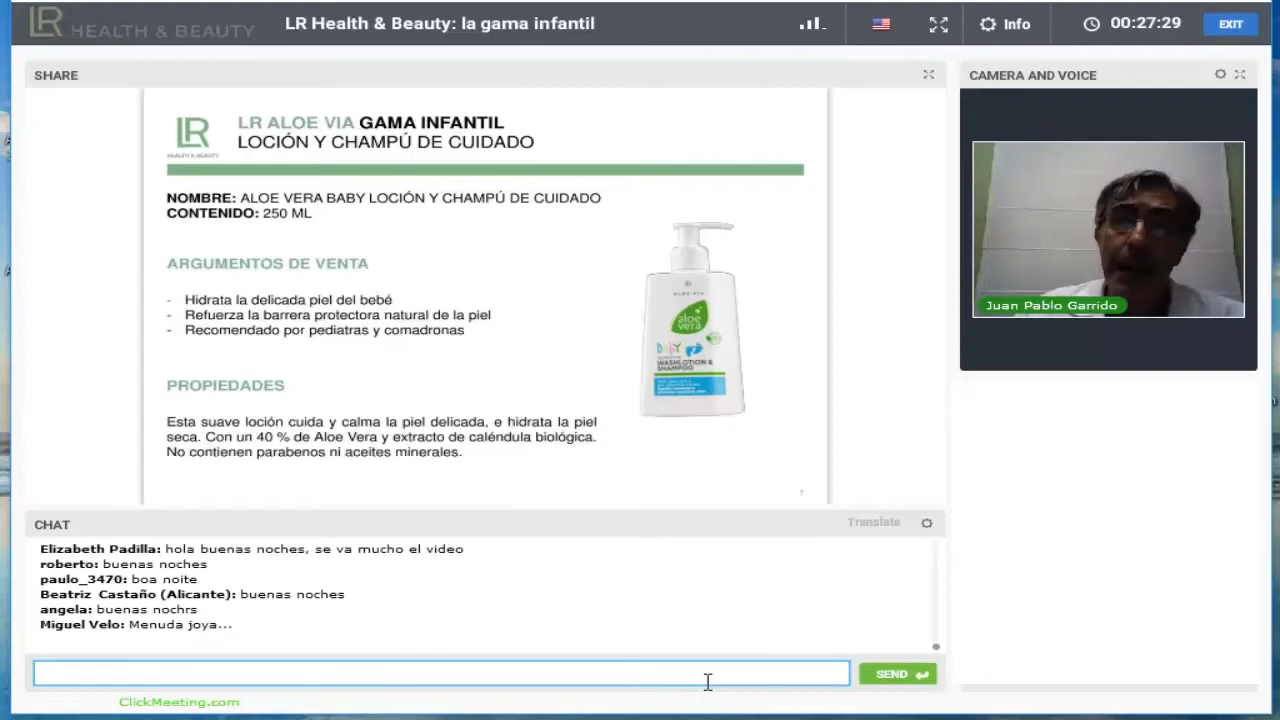 LR HEALTH & BEAUTY
LR Health & Beauty: la gama infantil
Info
00:27:29
EXIT
SHARE
CAMERA AND VOICE
LR
HEALTH & BEAUTY
LR ALOE VIA GAMA INFANTIL
LOCIÓN Y CHAMPÚ DE CUIDADO
NOMBRE: ALOE VERA BABY LOCIÓN Y CHAMPÚ DE CUIDADO
CONTENIDO: 250 ML
ARGUMENTOS DE VENTA
- Hidrata la delicada piel del bebé
- Refuerza la barrera protectora natural de la piel
- Recomendado por pediatras y comadronas
PROPIEDADES
Esta suave loción cuida y calma la piel delicada, e hidrata la piel
seca. Con un 40 % de Aloe Vera y extracto de caléndula biológica.
No contienen parabenos ni aceites minerales.
aloe
vera
baby
WASHLOTION &
SHAMPOO
Juan Pablo Garrido
CHAT
Translate
Elizabeth Padilla: hola buenas noches, se va mucho el video
roberto: buenas noches
paulo_3470: boa noite
Beatriz Castaño (Alicante): buenas noches
angela: buenas nochrs
Miguel Velo: Menuda joya...
SEND
ClickMeeting.com